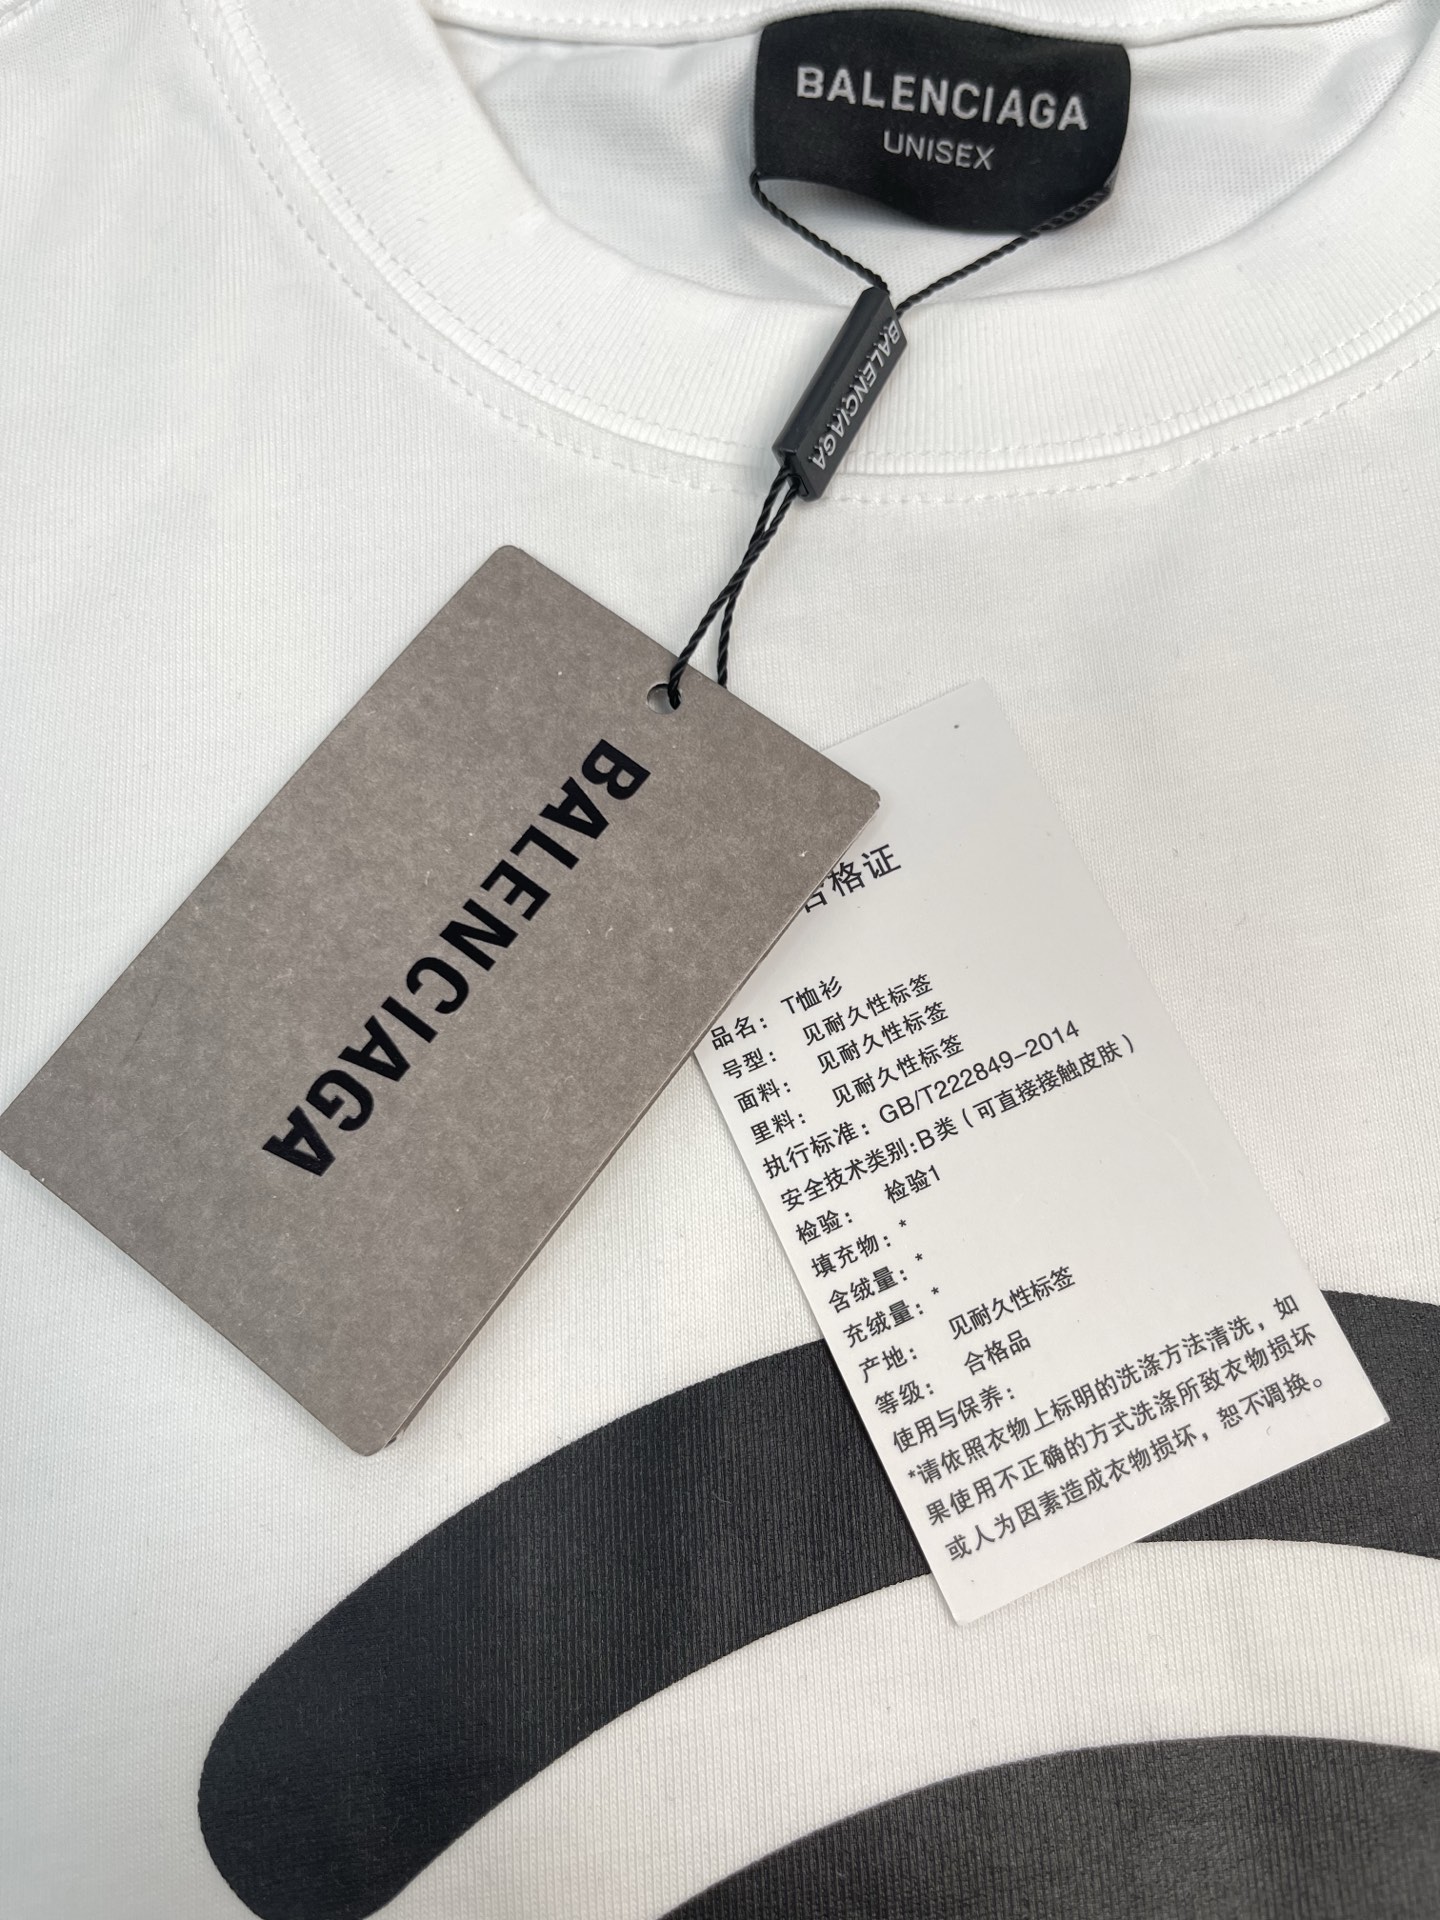 BALENCIAGA
UNISEX
BALENCIAGA
BALENCIAGA
合格证
品名： T恤衫
号型： 见耐久性标签
面料： 见耐久性标签
里料： 见耐久性标签
执行标准： GB/T222849-2014
安全技术类别:B类（可直接接触皮肤）
检验： 检验1
填充物： *
含绒量： *
充绒量： *
产地： 见耐久性标签
等级： 合格品
使用与保养：
*请依照衣物上标明的洗涤方法清洗，如
果使用不正确的方式洗涤所致衣物损坏
或人为因素造成衣物损坏，恕不调换。